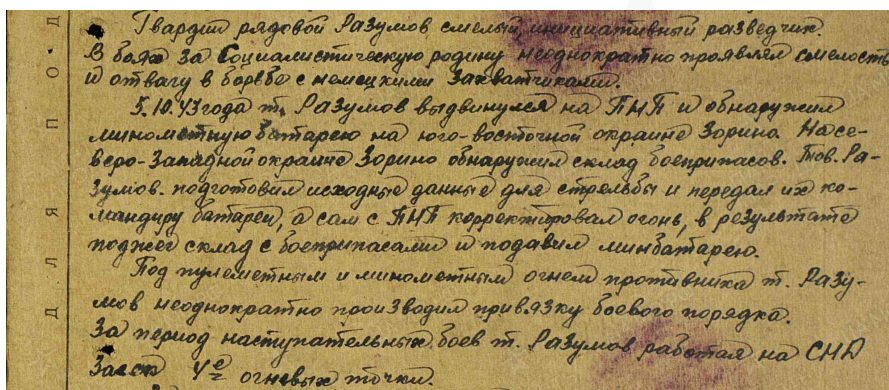 Гвардии рядовой Разумов смелый, инициативный разведчик.
В боях за Социалистическую родину неоднократно проявлял смелость
и отвагу в борьбе с немецкими захватчиками.
5.10.43 года т. Разумов выдвинулся на ПНП и обнаружил
минометную батарею на юго-восточной окраине Зорино. На се-
веро-Западной окраине Зорино обнаружил склад боеприпасов. Тов. Ра-
зумов. подготовил исходные данные для стрельбы и передал их ко-
мандиру батареи, а сам с ПНП корректировал огонь, в результате
поджег склад с боеприпасами и подавил минбатарею.
Под пулеметным и минометным огнем противника т. Разу-
мов неоднократно производил привязку боевого порядка.
За период наступательных боев т. Разумов работал на СНД
Засек 4е огневых точки.
Д Л Я П О Д